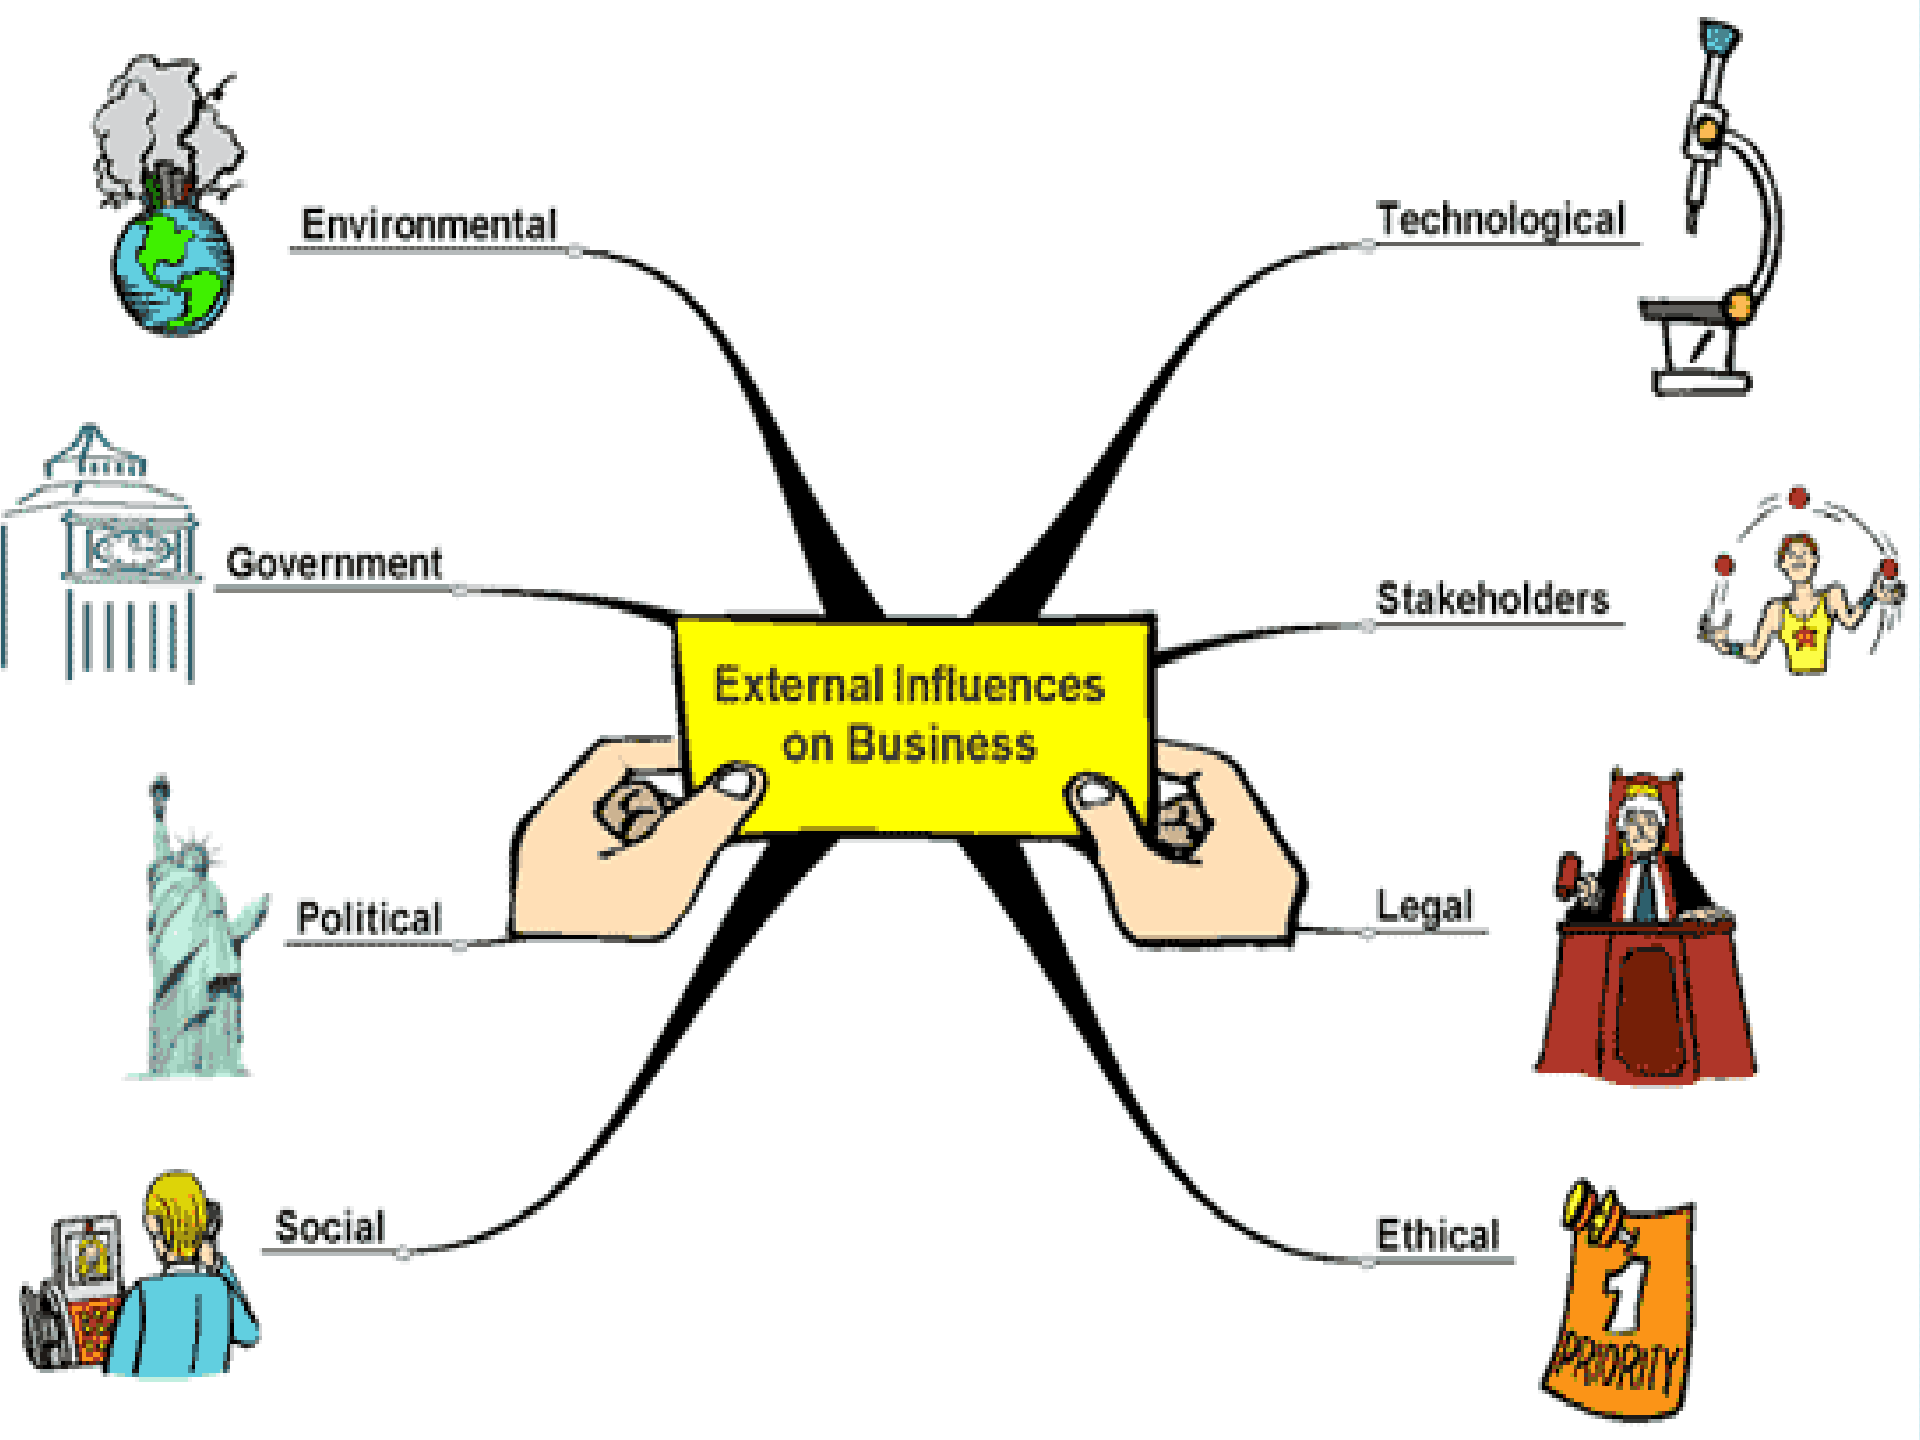 Environmental
Technological
Government
Stakeholders
External Influences
on Business
Political
Legal
Social
Ethical
1
PRIORITY